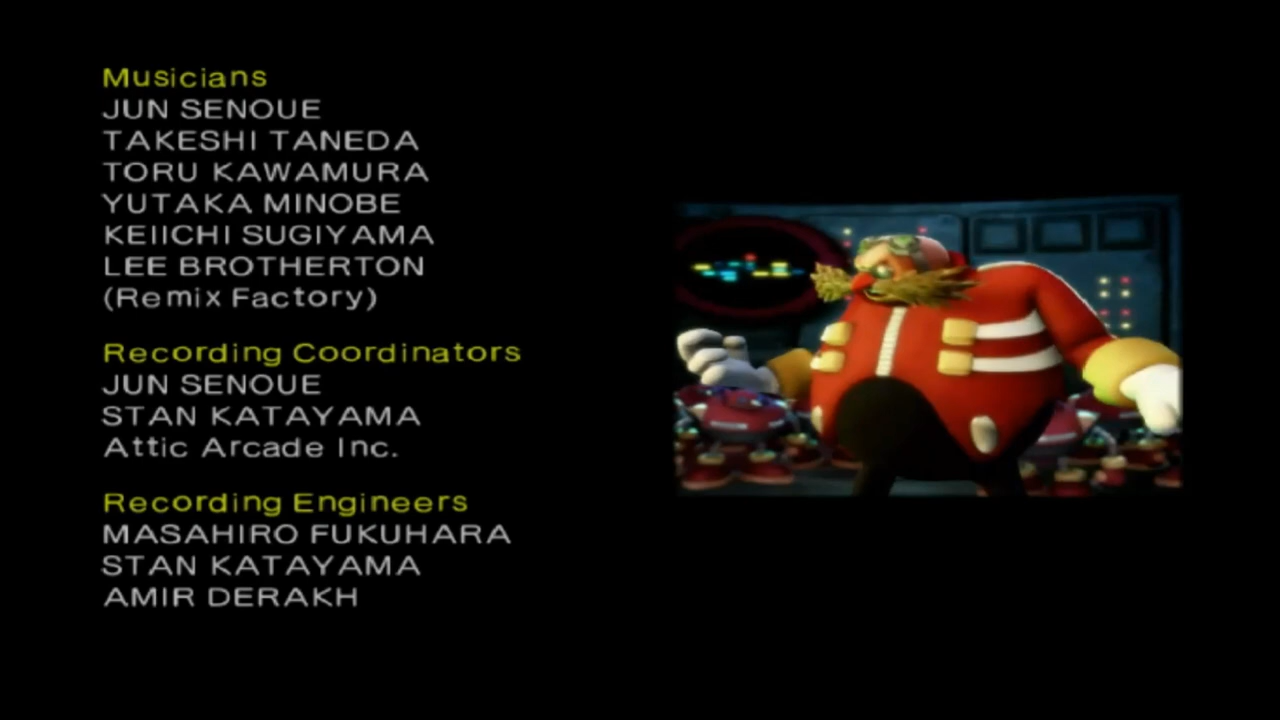 Musicians
JUN SENOUE
TAKESHI TANEDA
TORU KAWAMURA
YUTAKA MINOBE
KEIICHI SUGIYAMA
LEE BROTHERTON
(Remix Factory)
Recording Coordinators
JUN SENOUE
STAN KATAYAMA
Attic Arcade Inc.
Recording Engineers
MASAHIRO FUKUHARA
STAN KATAYAMA
AMIR DERAKH